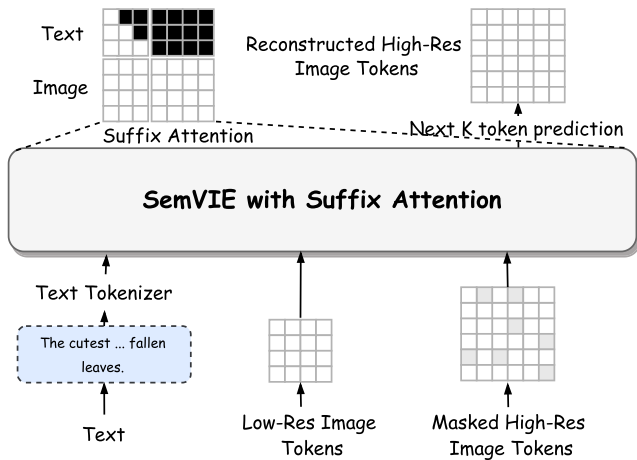 Text
Image
Suffix Attention
Reconstructed High-Res
Image Tokens
Next K token prediction
SemVIE with Suffix Attention
Text Tokenizer
The cutest ... fallen
leaves.
Text
Low-Res Image
Tokens
Masked High-Res
Image Tokens